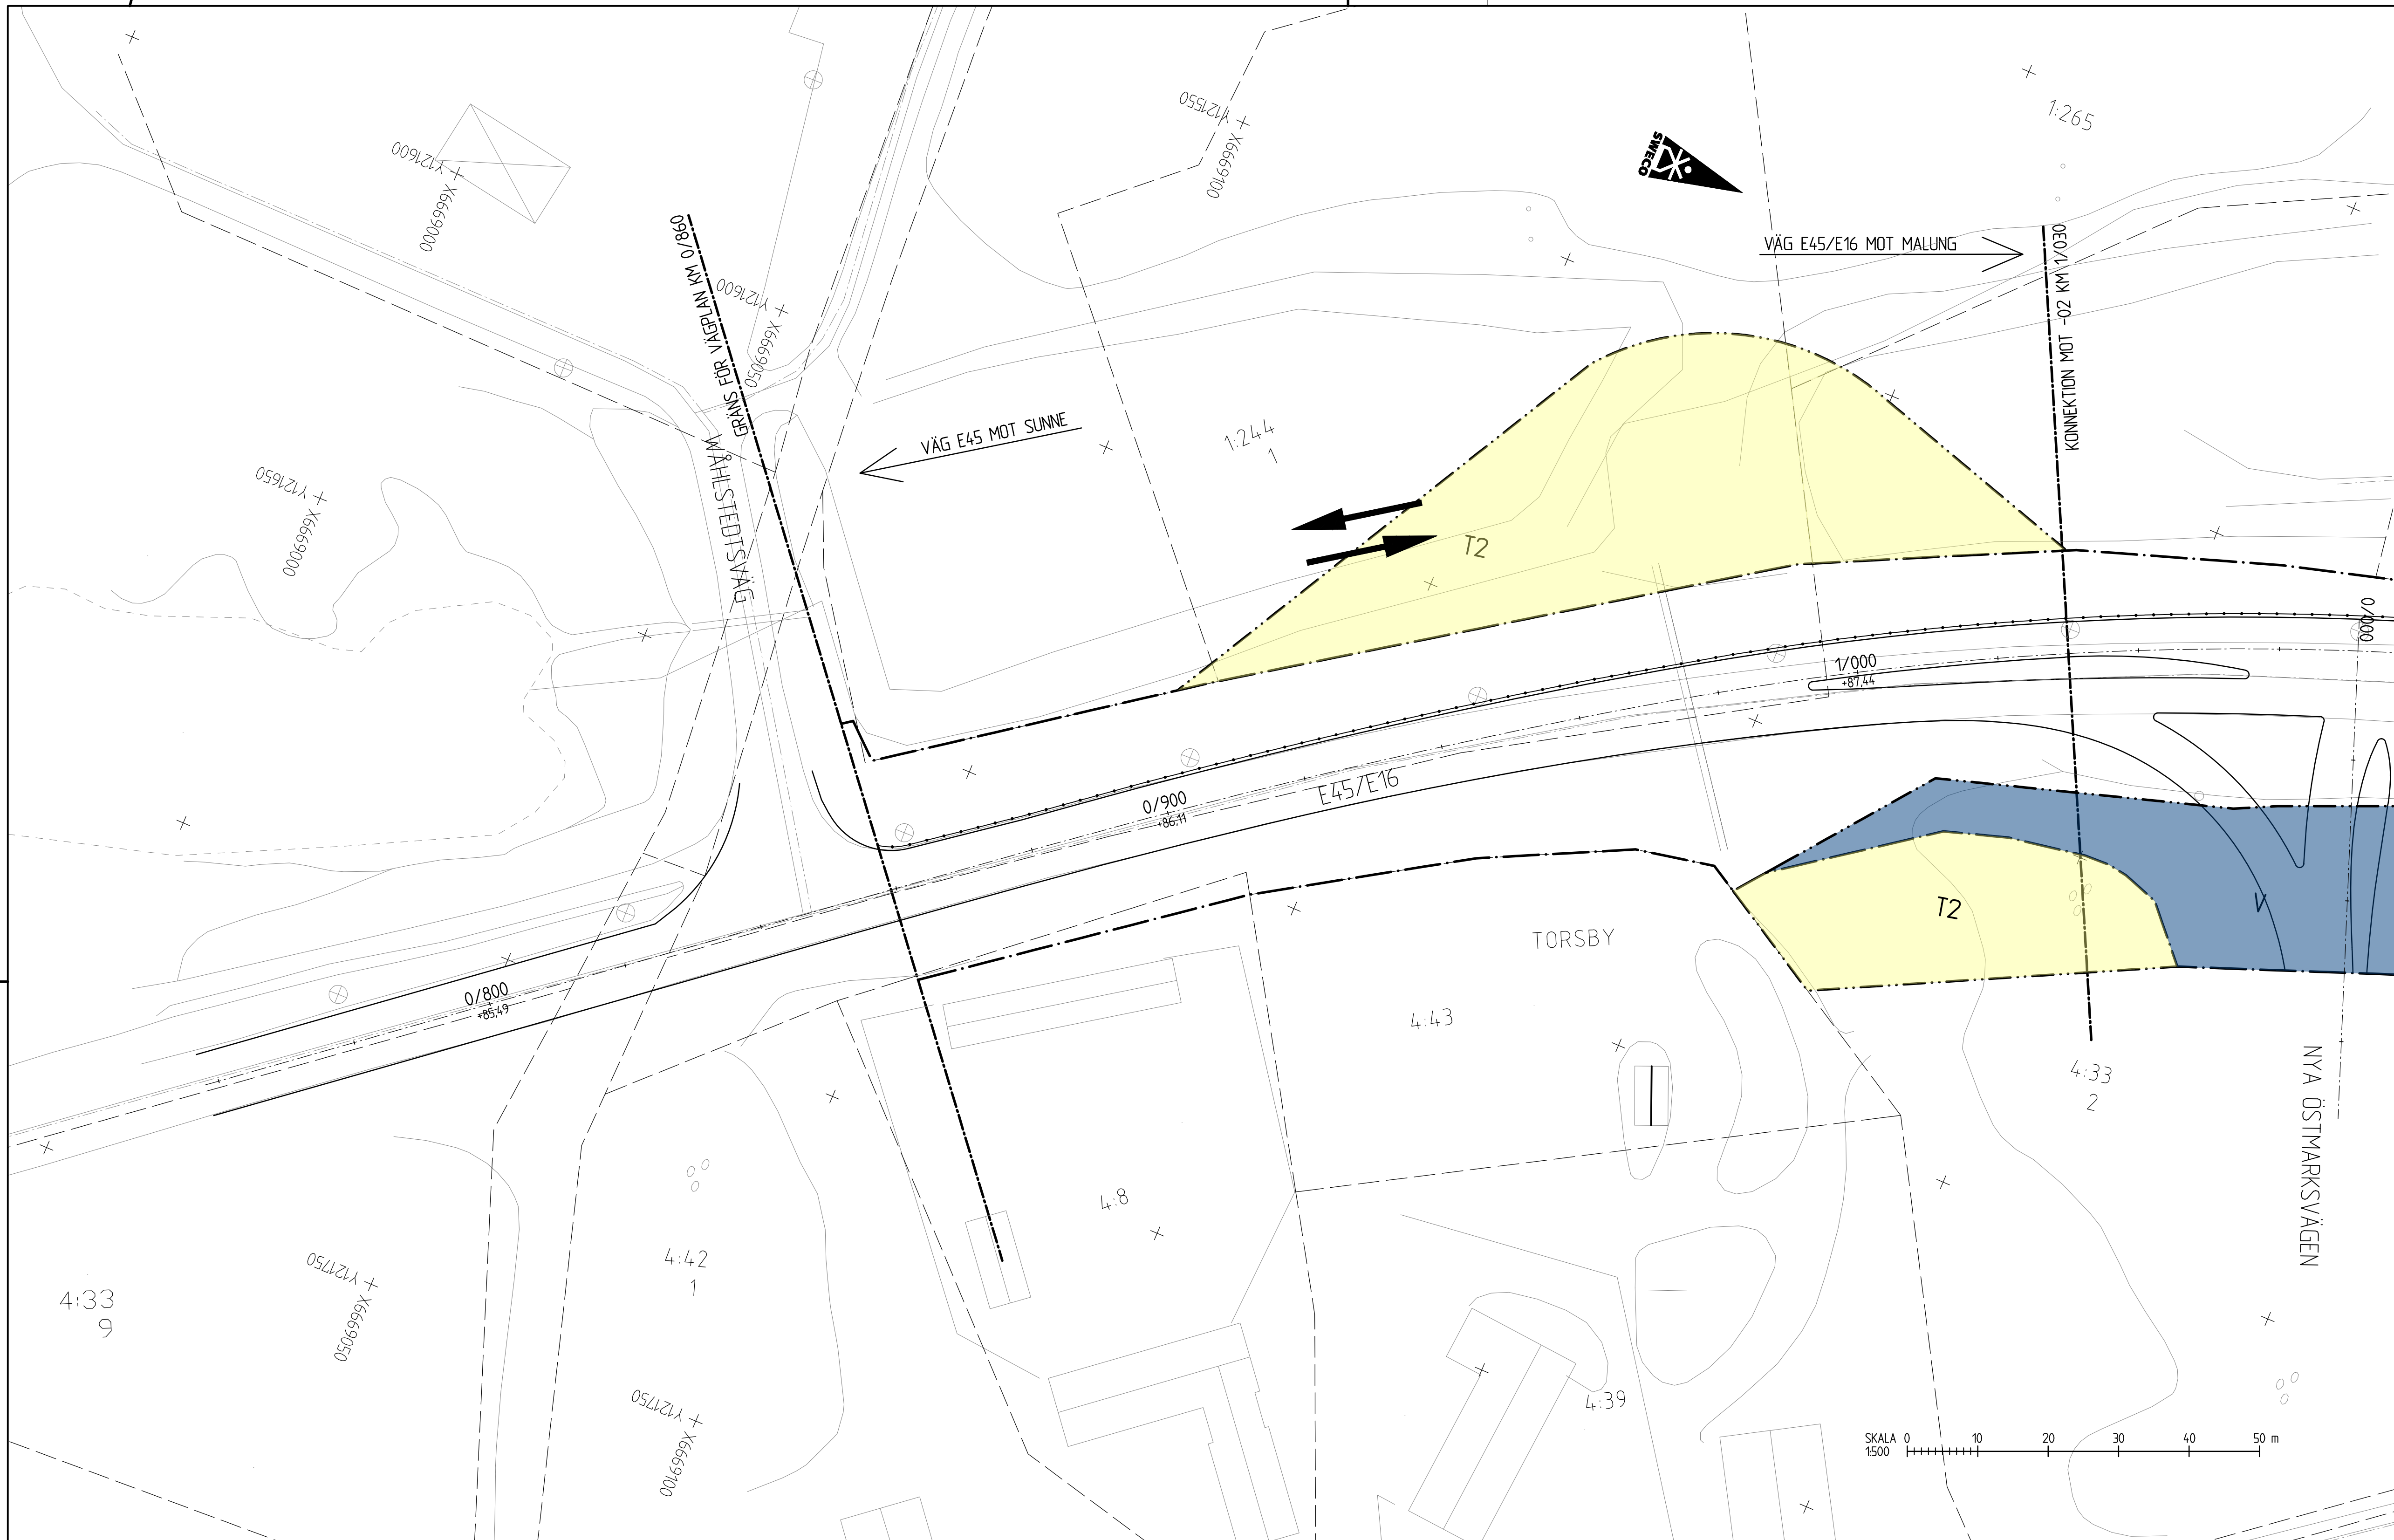 Y121600
X6669000
Y121600
X6669050
Y121550
X6669100
1:265
SWECO
GRÄNS FÖR VÄGPLAN KM 0/860
VÄG E45/E16 MOT MALUNG
KONNEKTION MOT -02 KM 1/030
VÄG E45 MOT SUNNE
1:244
1
WAHLSTEDTSVÄG
Y121650
X6669000
T2
0/000
1/000
+87,44
E45/E16
0/900
+86,11
T2
V
TORSBY
0/800
+85,49
4:43
4:33
2
NYA ÖSTMARKSVÄGEN
4:8
4:42
1
Y121750
X6669050
4:33
9
4:39
Y121750
X6669100
SKALA
1:500
0 10 20 30 40 50 m